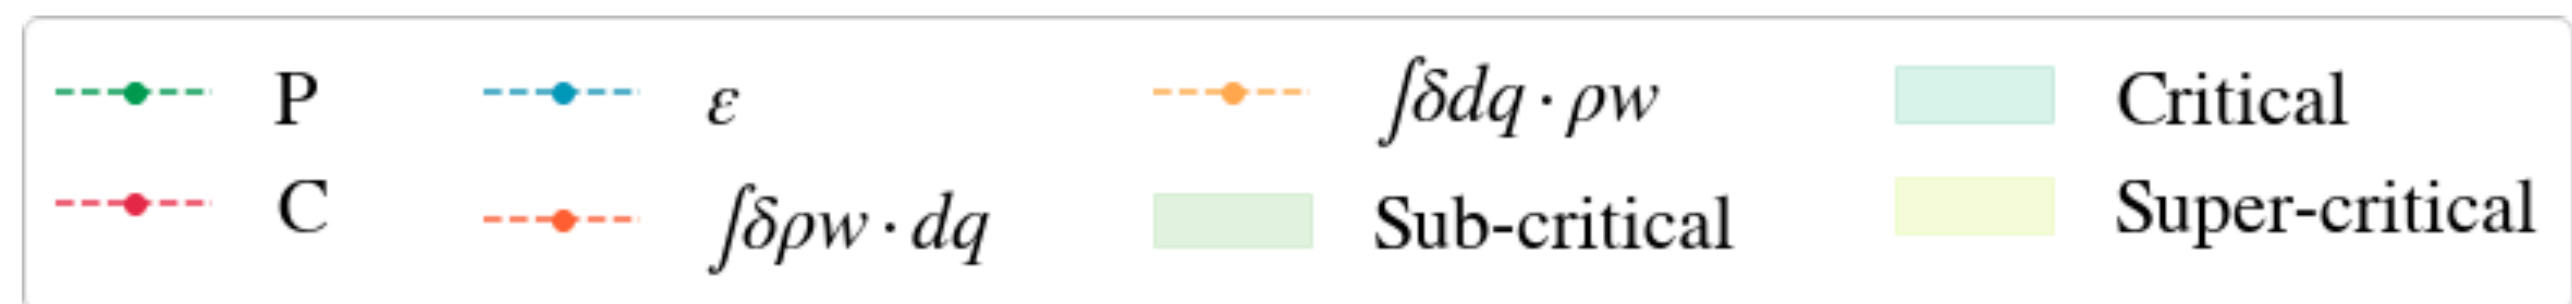 P
C
ε
∫δρw · dq
∫δdq · ρw
Sub-critical
Critical
Super-critical